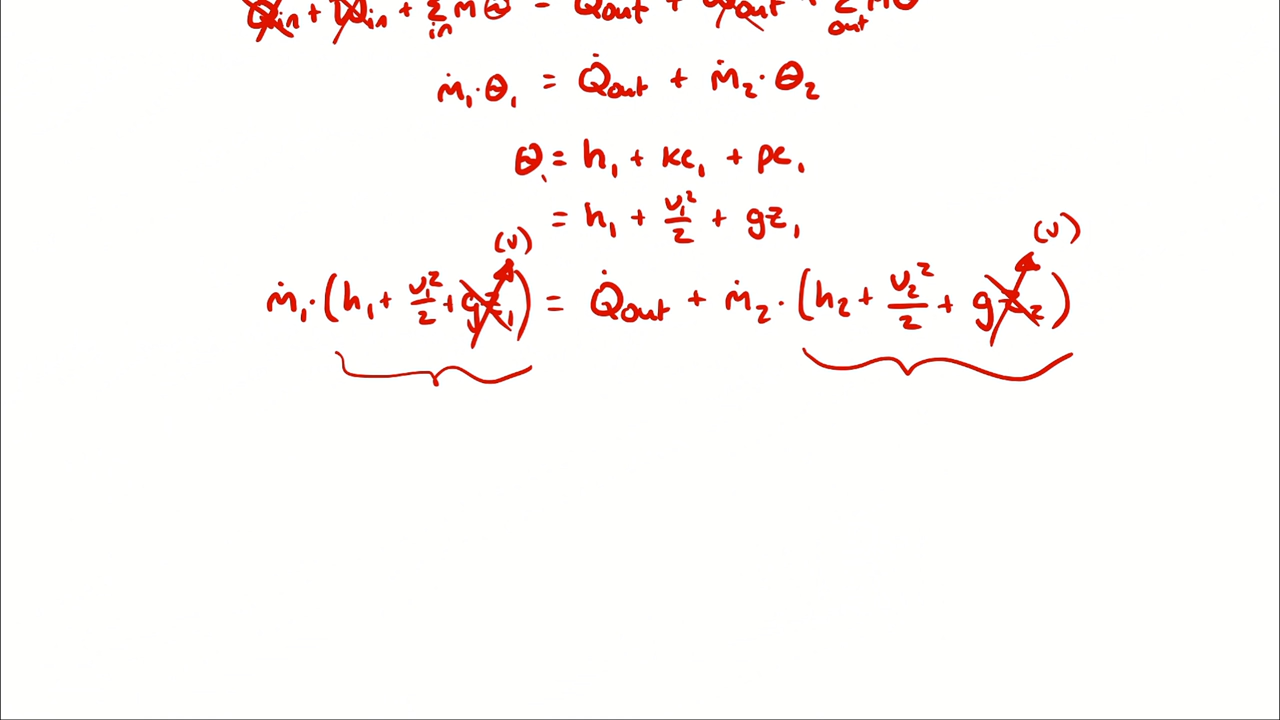 Q̇in + Ẇin + Σin ṁθ = Q̇out + Ẇout + Σout ṁθ
ṁ₁·θ₁ = Q̇out + ṁ₂·θ₂
θ₁ = h₁ + ke₁ + pe₁
= h₁ + v₁²/2 + gz₁
(v) (v)
ṁ₁·(h₁ + v₁²/2 + gz₁) = Q̇out + ṁ₂·(h₂ + v₂²/2 + gz₂)